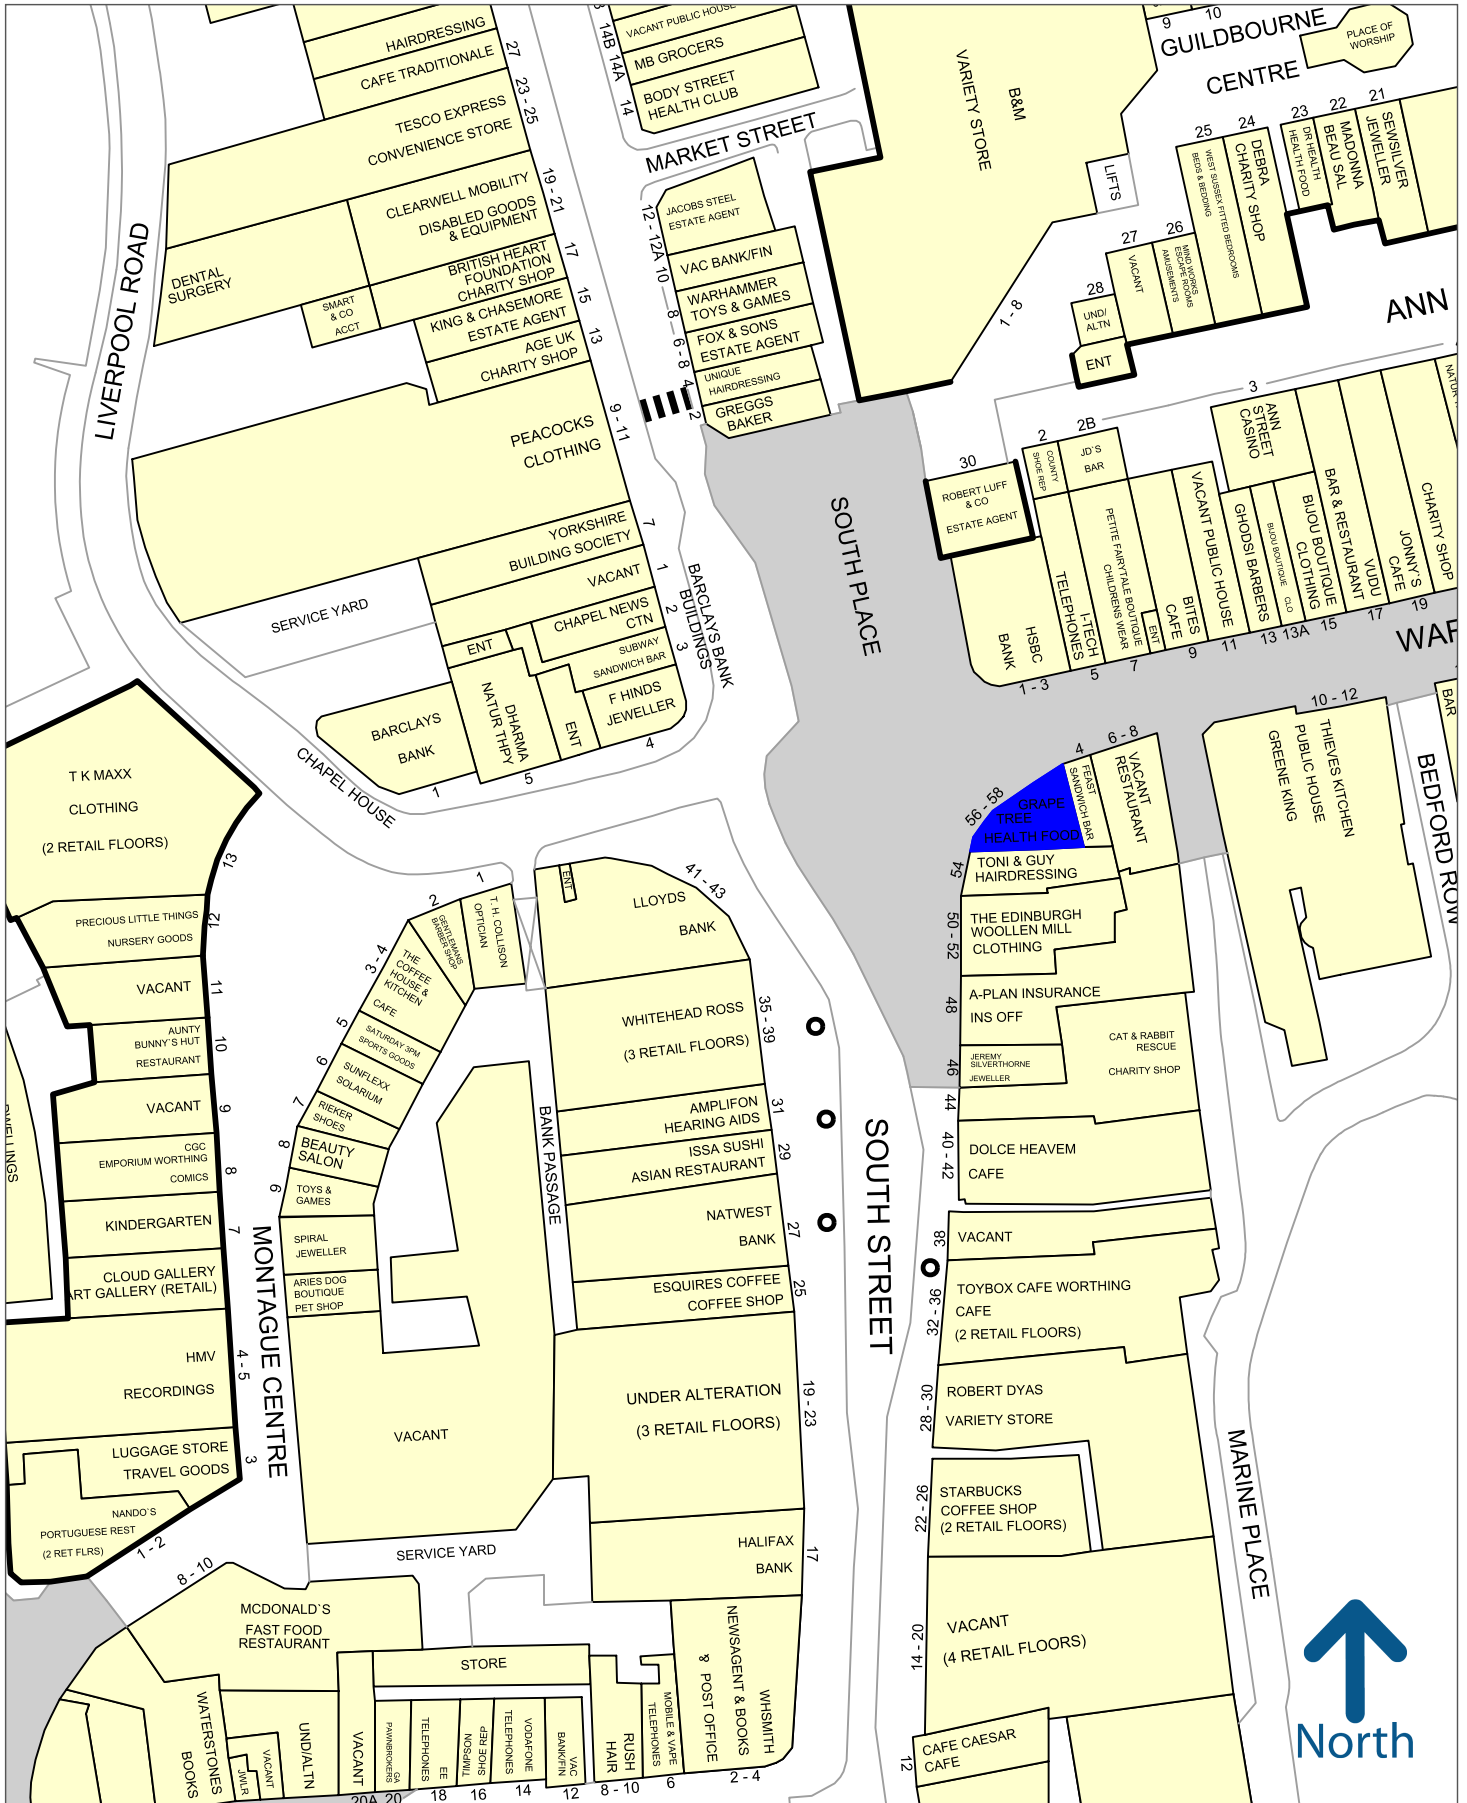 HAIRDRESSING
27
CAFE TRADITIONALE
23 - 25
TESCO EXPRESS
CONVENIENCE STORE
19 - 21
CLEARWELL MOBILITY
DISABLED GOODS
& EQUIPMENT
DENTAL
SURGERY
17
BRITISH HEART
FOUNDATION
CHARITY SHOP
SMART
& CO
ACCT
15
KING & CHASEMORE
ESTATE AGENT
13
AGE UK
CHARITY SHOP
9 - 11
PEACOCKS
CLOTHING
7
YORKSHIRE
BUILDING SOCIETY
1
VACANT
SERVICE YARD
LIVERPOOL ROAD
2
CHAPEL NEWS
CTN
ENT
3
SUBWAY
SANDWICH BAR
F HINDS
JEWELLER
4
DHARMA
NATUR THPY
ENT
5
BARCLAYS
BANK
1
BARCLAYS BANK
BUILDINGS
CHAPEL HOUSE
14B 14A
VACANT PUBLIC HOUSE
MB GROCERS
14
BODY STREET
HEALTH CLUB
MARKET STREET
12 - 12A
JACOBS STEEL
ESTATE AGENT
10
VAC BANK/FIN
8
WARHAMMER
TOYS & GAMES
6 - 8
FOX & SONS
ESTATE AGENT
4
UNIQUE
HAIRDRESSING
2
GREGGS
BAKER
B&M
VARIETY STORE
LIFTS
1 - 8
9
10
GUILDBOURNE
CENTRE
PLACE OF
WORSHIP
28
UND/
ALTN
ENT
27
VACANT
26
MIND WORKS
ESCAPE ROOMS
AMUSEMENTS
25
WEST SUSSEX FITTED BEDROOMS
BEDS & BEDDING
24
DEBRA
CHARITY SHOP
23
DR HEALTH
HEALTH FOOD
22
MADONNA
BEAU SAL
21
SEWSILVER
JEWELLER
ANN
SOUTH PLACE
30
ROBERT LUFF
& CO
ESTATE AGENT
2
COUNTY
SHOE REP
2B
JD`S
BAR
3
ANN
STREET
CASINO
HSBC
BANK
1 - 3
I-TECH
TELEPHONES
5
PETITE FAIRYTALE BOUTIQUE
CHILDRENS WEAR
7
ENT
BITES
CAFE
9
VACANT PUBLIC HOUSE
11
GHODSI BARBERS
13
BIJOU BOUTIQUE CLO
13A
BIJOU BOUTIQUE
CLOTHING
15
BAR & RESTAURANT
VUDU
17
JONNY`S
CAFE
19
CHARITY SHOP
WAR
10 - 12
THIEVES KITCHEN
PUBLIC HOUSE
GREENE KING
BAR
BEDFORD ROW
6 - 8
VACANT
RESTAURANT
4
FEAST
SANDWICH BAR
56 - 58
GRAPE
TREE
HEALTH FOOD
54
TONI & GUY
HAIRDRESSING
50 - 52
THE EDINBURGH
WOOLLEN MILL
CLOTHING
48
A-PLAN INSURANCE
INS OFF
46
JEREMY
SILVERTHORNE
JEWELLER
CAT & RABBIT
RESCUE
CHARITY SHOP
44
40 - 42
DOLCE HEAVEM
CAFE
38
VACANT
32 - 36
TOYBOX CAFE WORTHING
CAFE
(2 RETAIL FLOORS)
28 - 30
ROBERT DYAS
VARIETY STORE
22 - 26
STARBUCKS
COFFEE SHOP
(2 RETAIL FLOORS)
14 - 20
VACANT
(4 RETAIL FLOORS)
12
CAFE CAESAR
CAFE
MARINE PLACE
North
SOUTH STREET
T K MAXX
CLOTHING
(2 RETAIL FLOORS)
13
12
PRECIOUS LITTLE THINGS
NURSERY GOODS
11
VACANT
10
AUNTY
BUNNY`S HUT
RESTAURANT
9
VACANT
8
CGC
EMPORIUM WORTHING
COMICS
7
KINDERGARTEN
CLOUD GALLERY
ART GALLERY (RETAIL)
4 - 5
HMV
RECORDINGS
3
LUGGAGE STORE
TRAVEL GOODS
NANDO`S
PORTUGUESE REST
(2 RET FLRS)
1 - 2
MONTAGUE CENTRE
1
T. H. COLLISON
OPTICIAN
2
GENTLEMANS
BARBER SHOP
3 - 4
THE
COFFEE
HOUSE &
KITCHEN
CAFE
5
SATURDAY 3PM
SPORTS GOODS
6
SUNFLEXX
SOLARIUM
7
RIEKER
SHOES
8
BEAUTY
SALON
9
TOYS &
GAMES
SPIRAL
JEWELLER
ARIES DOG
BOUTIQUE
PET SHOP
VACANT
SERVICE YARD
BANK PASSAGE
ENT
41 - 43
LLOYDS
BANK
35 - 39
WHITEHEAD ROSS
(3 RETAIL FLOORS)
31
AMPLIFON
HEARING AIDS
29
ISSA SUSHI
ASIAN RESTAURANT
27
NATWEST
BANK
25
ESQUIRES COFFEE
COFFEE SHOP
19 - 23
UNDER ALTERATION
(3 RETAIL FLOORS)
17
HALIFAX
BANK
8 - 10
MCDONALD`S
FAST FOOD
RESTAURANT
STORE
WATERSTONES
BOOKS
JWLR
VACANT
UND/ALTN
VACANT
20A
GA
PAWNBROKERS
20
EE
TELEPHONES
18
TIMPSON
SHOE REP
16
VODAFONE
TELEPHONES
14
VAC
BANK/FIN
12
RUSH
HAIR
8 - 10
MOBILE & VAPE
TELEPHONES
6
WHSMITH
NEWSAGENT & BOOKS
& POST OFFICE
2 - 4